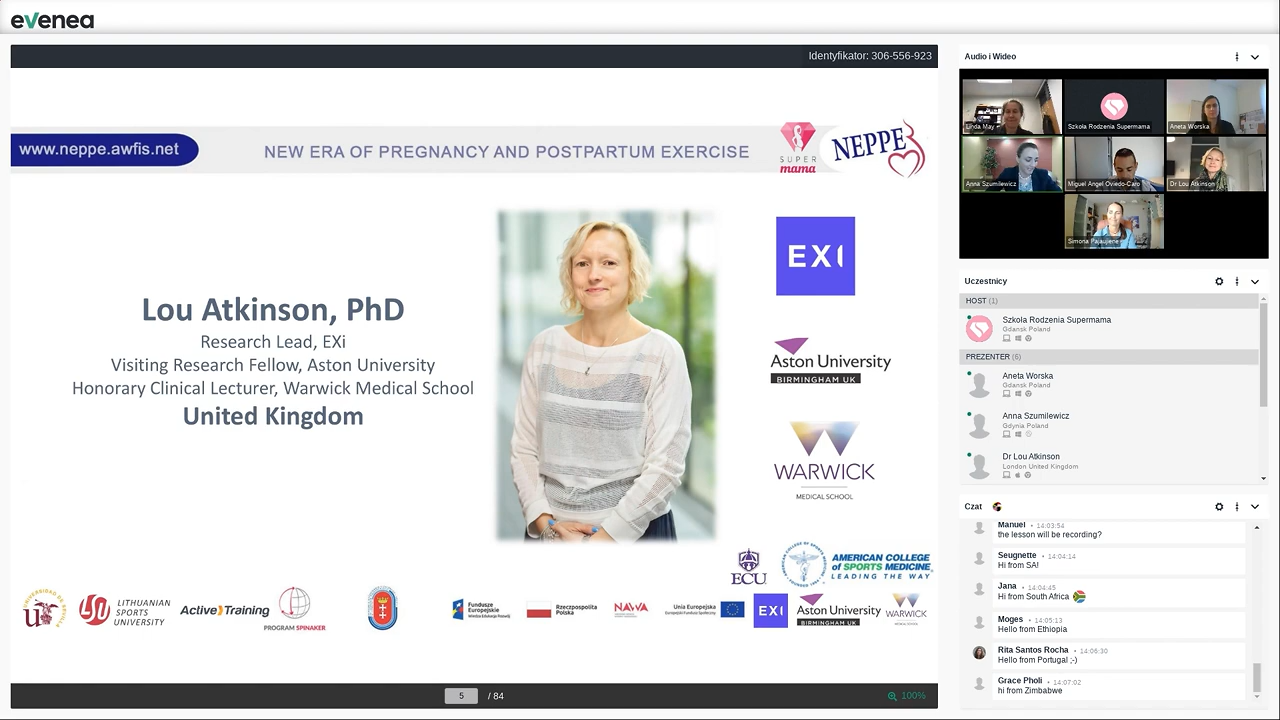 evenea
Identyfikator: 306-556-923
www.neppe.awfis.net
NEW ERA OF PREGNANCY AND POSTPARTUM EXERCISE
SUPER
mama
NEPPE
Lou Atkinson, PhD
Research Lead, EXi
Visiting Research Fellow, Aston University
Honorary Clinical Lecturer, Warwick Medical School
United Kingdom
EXI
Aston University
BIRMINGHAM UK
WARWICK
MEDICAL SCHOOL
ECU
AMERICAN COLLEGE
of SPORTS MEDICINE
LEADING THE WAY
LITHUANIAN
SPORTS
UNIVERSITY
Active Training
PROGRAM SPINAKER
Fundusze
Europejskie
Wiedza Edukacja Rozwój
Rzeczpospolita
Polska
NAWA
Unia Europejska
Europejski Fundusz Społeczny
EXI
Aston University
BIRMINGHAM UK
WARWICK
MEDICAL SCHOOL
5 / 84
100%
Audio i Wideo
Linda May
Szkoła Rodzenia Supermama
Aneta Worska
Anna Szumilewicz
Miguel Angel Oviedo-Caro
Dr Lou Atkinson
Simona Pajaujiene
Uczestnicy
HOST (1)
Szkoła Rodzenia Supermama
Gdansk Poland
PREZENTER (6)
Aneta Worska
Gdansk Poland
Anna Szumilewicz
Gdynia Poland
Dr Lou Atkinson
London United Kingdom
Czat
Manuel • 14:03:54
the lesson will be recording?
Seugnette • 14:04:14
Hi from SA!
Jana • 14:04:45
Hi from South Africa
Moges • 14:05:13
Hello from Ethiopia
Rita Santos Rocha • 14:06:30
Hello from Portugal ;-)
Grace Pholi • 14:07:02
hi from Zimbabwe